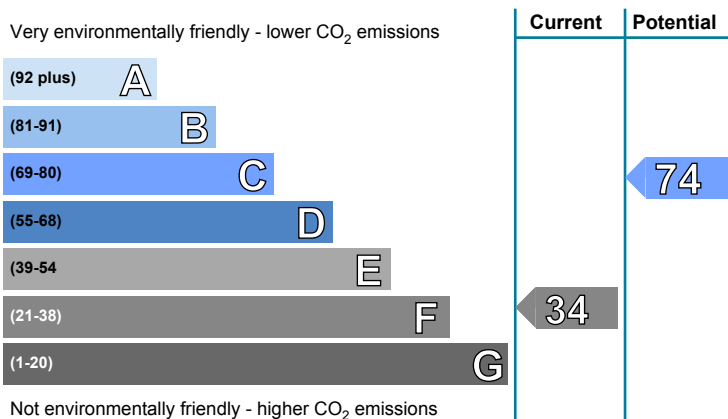 Current Potential
Very environmentally friendly - lower CO2 emissions
(92 plus) A
(81-91) B
(69-80) C
74
(55-68) D
(39-54 E
(21-38) F
34
(1-20) G
Not environmentally friendly - higher CO2 emissions